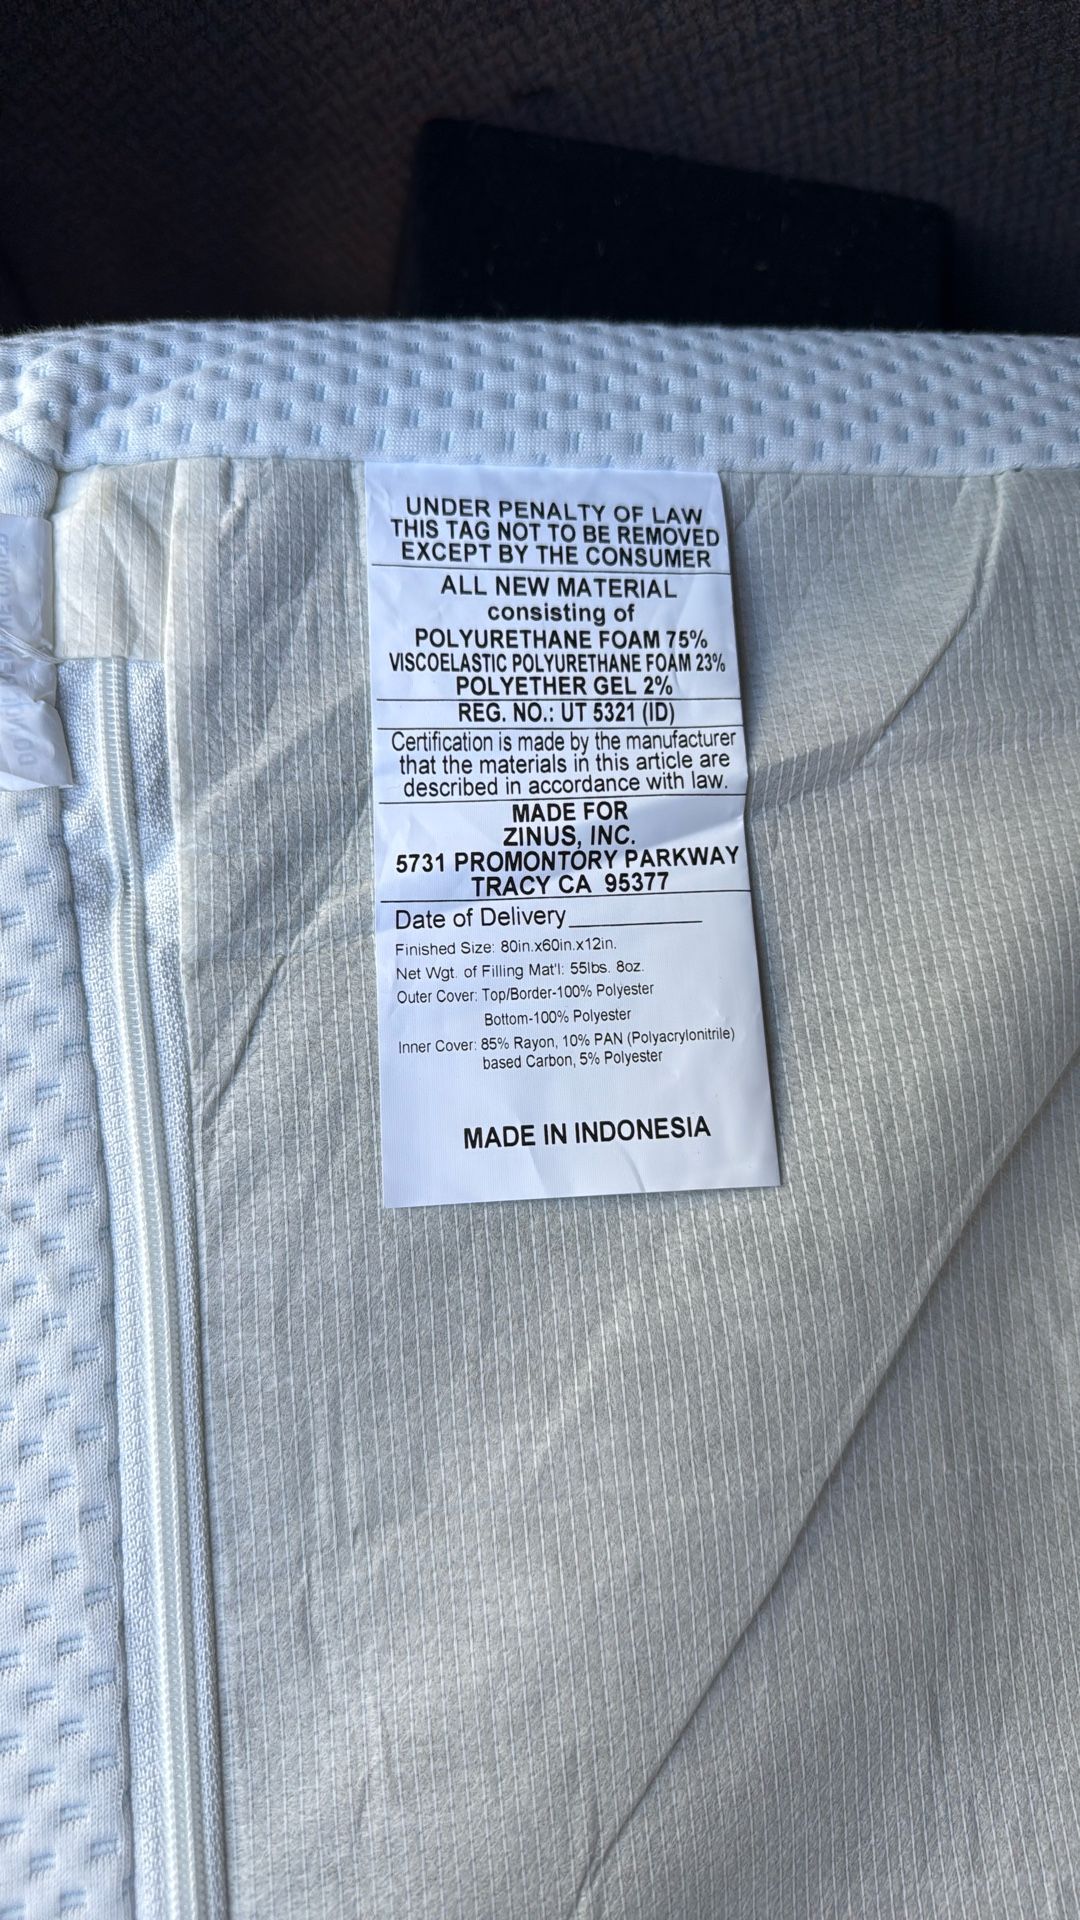 UNDER PENALTY OF LAW
THIS TAG NOT TO BE REMOVED
EXCEPT BY THE CONSUMER
ALL NEW MATERIAL
consisting of
POLYURETHANE FOAM 75%
VISCOELASTIC POLYURETHANE FOAM 23%
POLYETHER GEL 2%
REG. NO.: UT 5321 (ID)
Certification is made by the manufacturer
that the materials in this article are
described in accordance with law.
MADE FOR
ZINUS, INC.
5731 PROMONTORY PARKWAY
TRACY CA 95377
Date of Delivery____________
Finished Size: 80in.x60in.x12in.
Net Wgt. of Filling Mat'l: 55lbs. 8oz.
Outer Cover: Top/Border-100% Polyester
Bottom-100% Polyester
Inner Cover: 85% Rayon, 10% PAN (Polyacrylonitrile)
based Carbon, 5% Polyester
MADE IN INDONESIA